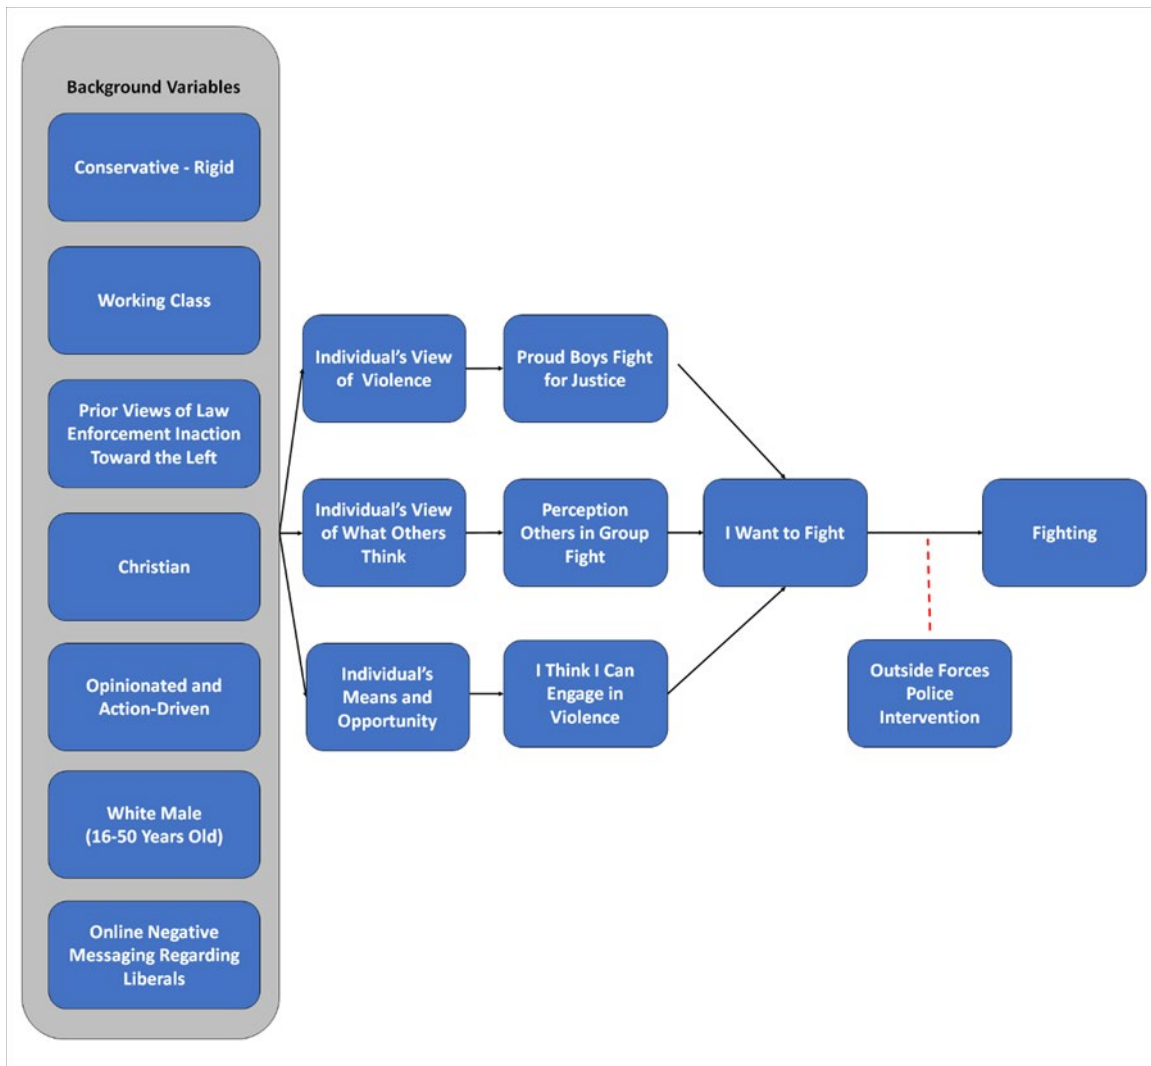 Background Variables
Conservative - Rigid
Working Class
Prior Views of Law
Enforcement Inaction
Toward the Left
Christian
Opinionated and
Action-Driven
White Male
(16-50 Years Old)
Online Negative
Messaging Regarding
Liberals
Individual’s View
of Violence
Proud Boys Fight
for Justice
Individual’s View
of What Others
Think
Perception
Others in Group
Fight
I Want to Fight
Fighting
Individual’s
Means and
Opportunity
I Think I Can
Engage in
Violence
Outside Forces
Police
Intervention